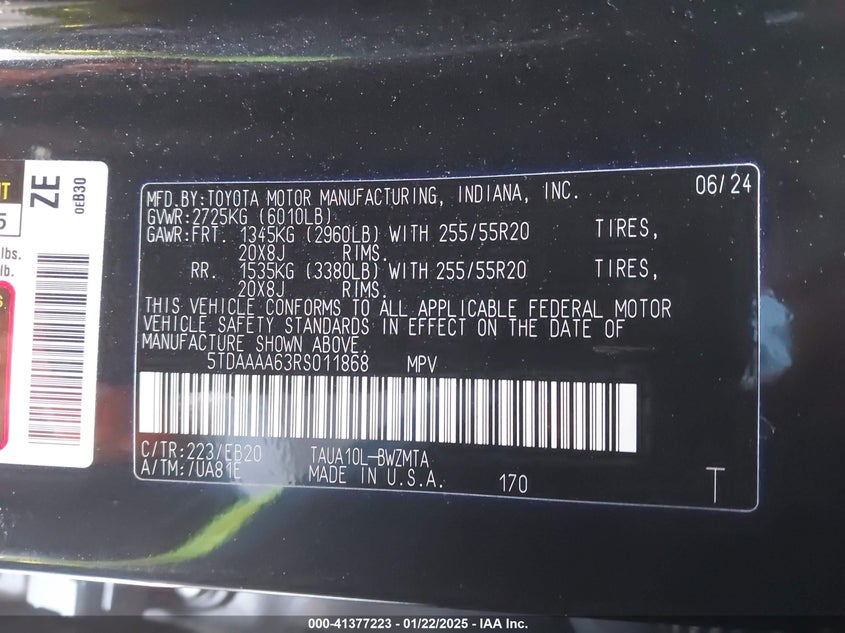 MFD.BY:TOYOTA MOTOR MANUFACTURING, INDIANA, INC. 06/24
GVWR:2725KG (6010LB)
GAWR:FRT. 1345KG (2960LB) WITH 255/55R20 TIRES,
20X8J RIMS.
RR. 1535KG (3380LB) WITH 255/55R20 TIRES,
20X8J RIMS.
THIS VEHICLE CONFORMS TO ALL APPLICABLE FEDERAL MOTOR
VEHICLE SAFETY STANDARDS IN EFFECT ON THE DATE OF
MANUFACTURE SHOWN ABOVE.
5TDAAAA63RS011868 MPV
C/TR:223/EB20 TAUA10L-BWZMTA
A/TM:/UA81E MADE IN U.S.A. 170 T
ZE
0EB30
lbs.
lb.
000-41377223 - 01/22/2025 - IAA Inc.